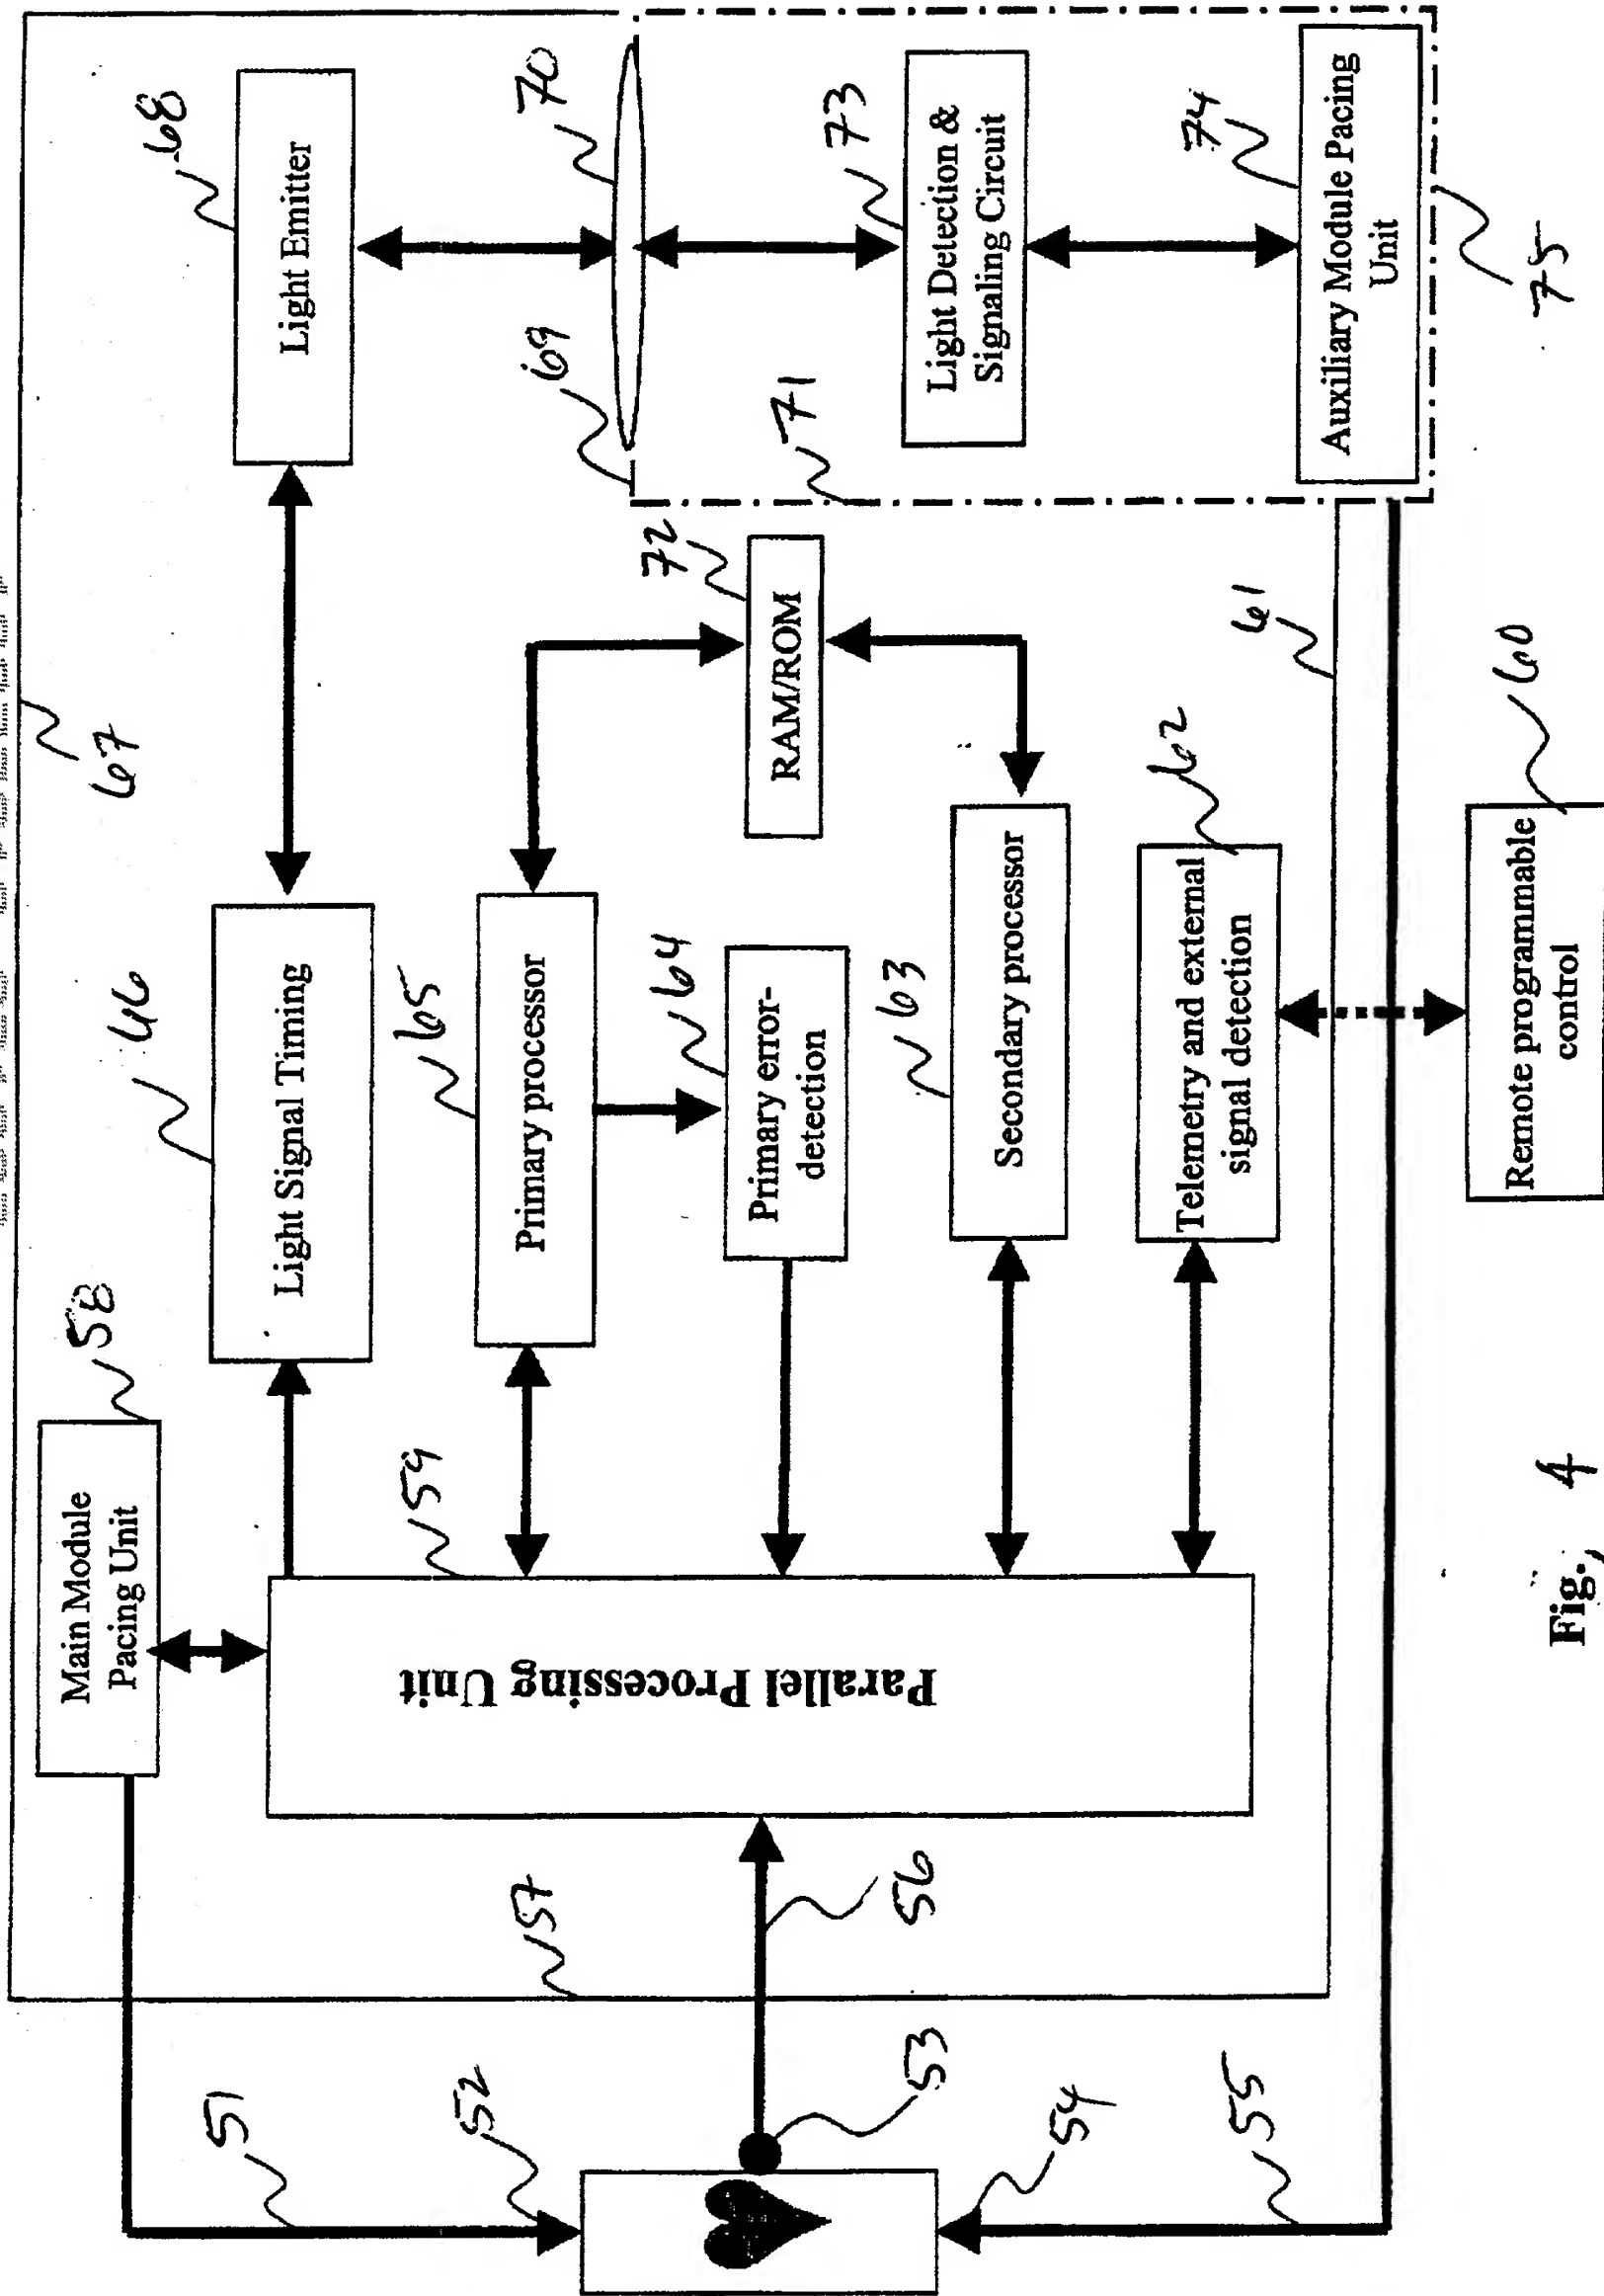 67
68
Light Emitter
46
Light Signal Timing
58
Main Module
Pacing Unit
51
52
59
Parallel Processing Unit
57
65
Primary processor
64
Primary error-
detection
72
RAM/ROM
69
70
71
73
Light Detection &
Signaling Circuit
74
Auxiliary Module Pacing
Unit
75
53
56
63
Secondary processor
62
Telemetry and external
signal detection
61
54
55
60
Remote programmable
control
Fig., 4